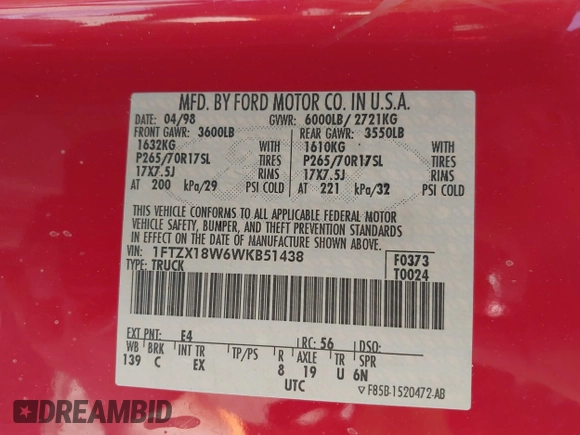 MFD. BY FORD MOTOR CO. IN U.S.A.
DATE: 04/98 GVWR: 6000LB/ 2721KG
FRONT GAWR: 3600LB REAR GAWR: 3550LB
1632KG 1610KG
P265/70R17SL TIRES P265/70R17SL TIRES
17X7.5J RIMS 17X7.5J RIMS
AT 200 kPa/29 PSI COLD AT 221 kPa/32 PSI COLD
THIS VEHICLE CONFORMS TO ALL APPLICABLE FEDERAL MOTOR
VEHICLE SAFETY, BUMPER, AND THEFT PREVENTION STANDARDS
IN EFFECT ON THE DATE OF MANUFACTURE SHOWN ABOVE.
VIN: 1FTZX18W6WKB51438 F0373
TYPE: TRUCK T0024
EXT PNT: E4 RC: 56 DSO:
WB BRK INT TR TP/PS R AXLE TR SPR
139 C EX 8 19 U 6N
UTC
F85B-1520472-AB
DREAMBID